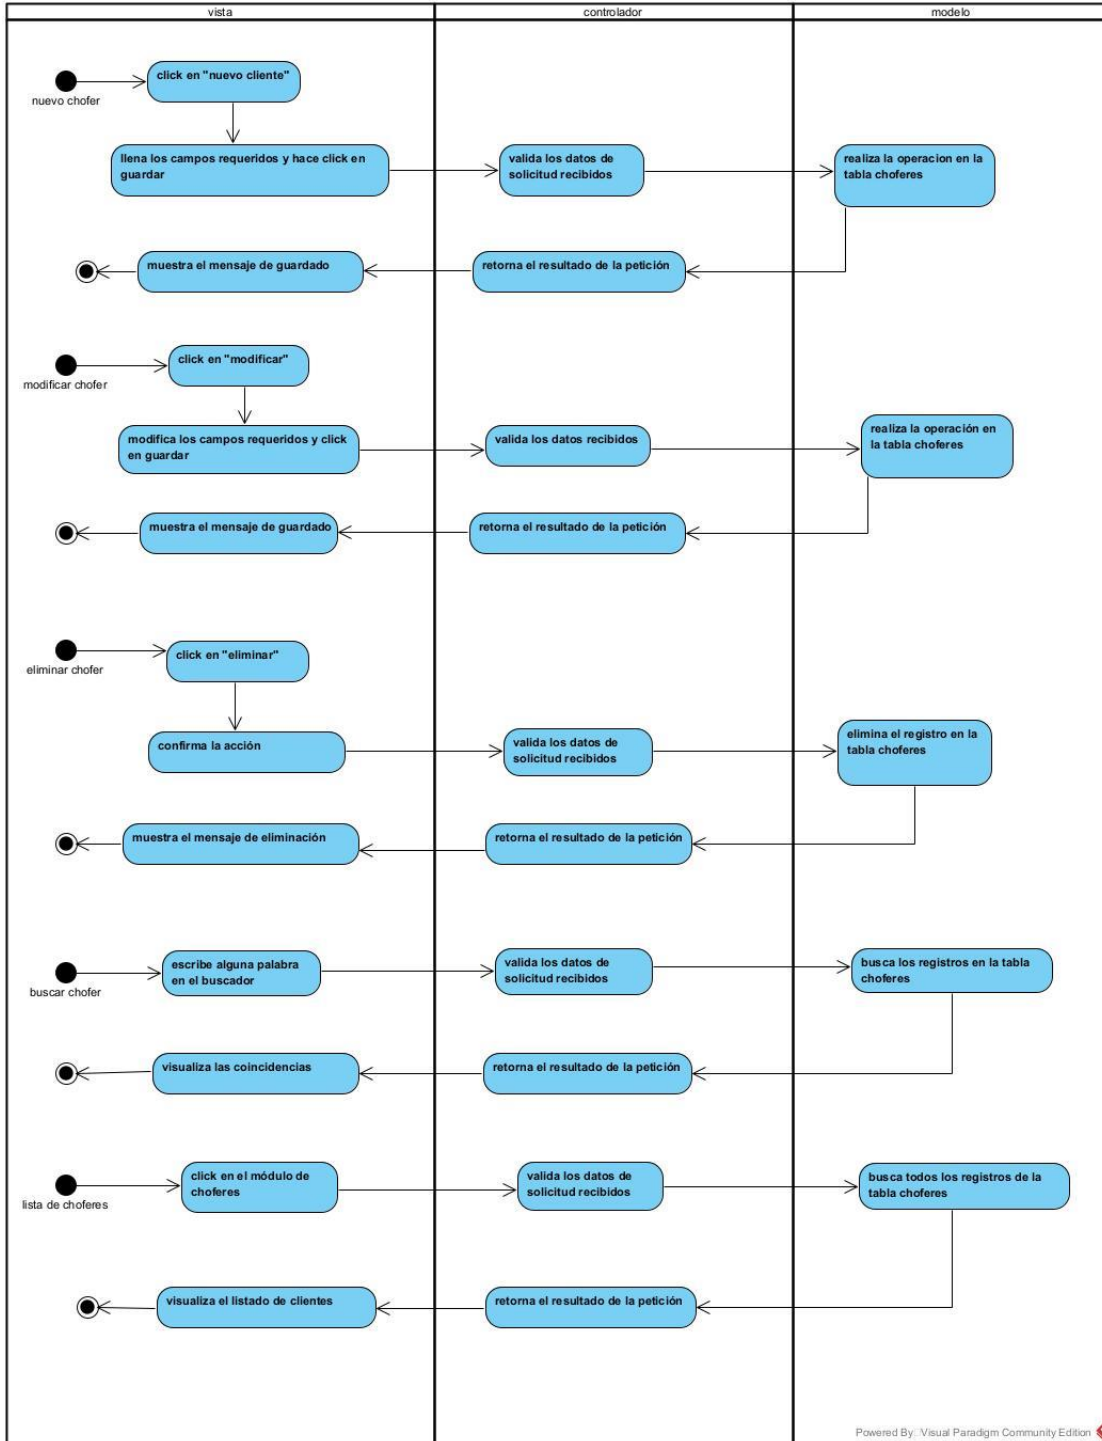 vista
controlador
modelo
click en "nuevo cliente"
nuevo chofer
llena los campos requeridos y hace click en
guardar
valida los datos de
solicitud recibidos
realiza la operacion en la
tabla choferes
muestra el mensaje de guardado
retorna el resultado de la petición
click en "modificar"
modificar chofer
modifica los campos requeridos y click
en guardar
valida los datos recibidos
realiza la operación en
la tabla choferes
muestra el mensaje de guardado
retorna el resultado de la petición
click en "eliminar"
eliminar chofer
confirma la acción
valida los datos de
solicitud recibidos
elimina el registro en la
tabla choferes
muestra el mensaje de eliminación
retorna el resultado de la petición
buscar chofer
escribe alguna palabra
en el buscador
valida los datos de
solicitud recibidos
busca los registros en la tabla
choferes
visualiza las coincidencias
retorna el resultado de la petición
lista de choferes
click en el módulo de
choferes
valida los datos de
solicitud recibidos
busca todos los registros de la
tabla choferes
visualiza el listado de clientes
retorna el resultado de la petición
Powered By: Visual Paradigm Community Edition